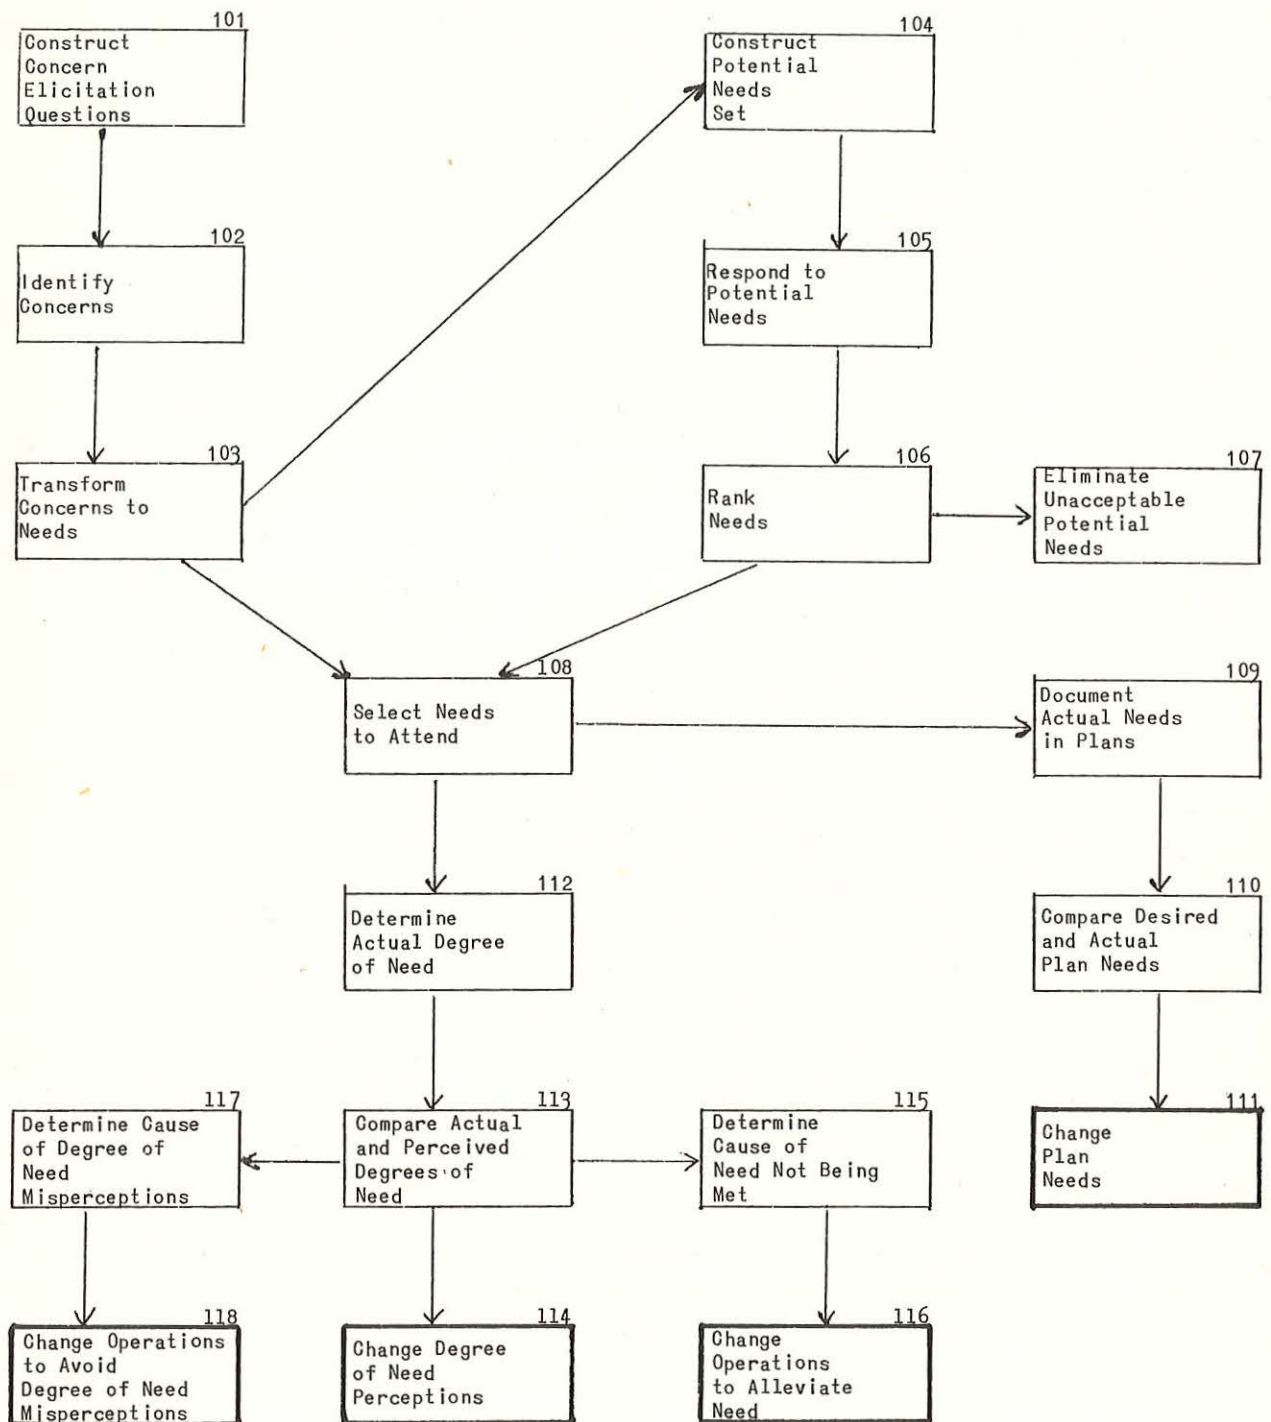 101
Construct
Concern
Elicitation
Questions
104
Construct
Potential
Needs
Set
102
Identify
Concerns
105
Respond to
Potential
Needs
103
Transform
Concerns to
Needs
106
Rank
Needs
107
Eliminate
Unacceptable
Potential
Needs
108
Select Needs
to Attend
109
Document
Actual Needs
in Plans
112
Determine
Actual Degree
of Need
110
Compare Desired
and Actual
Plan Needs
117
Determine Cause
of Degree of
Need
Misperceptions
113
Compare Actual
and Perceived
Degrees of
Need
115
Determine
Cause of
Need Not Being
Met
111
Change
Plan
Needs
118
Change Operations
to Avoid
Degree of Need
Misperceptions
114
Change Degree
of Need
Perceptions
116
Change
Operations
to Alleviate
Need